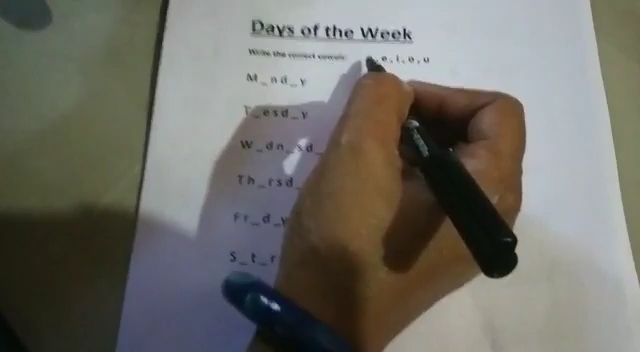 Days of the Week
Write the correct vowels: e, i, o, u
M_nd_y
T_esd_y
W_dn_sd_
Th_rsd_
Fr_d_y
S_t_r